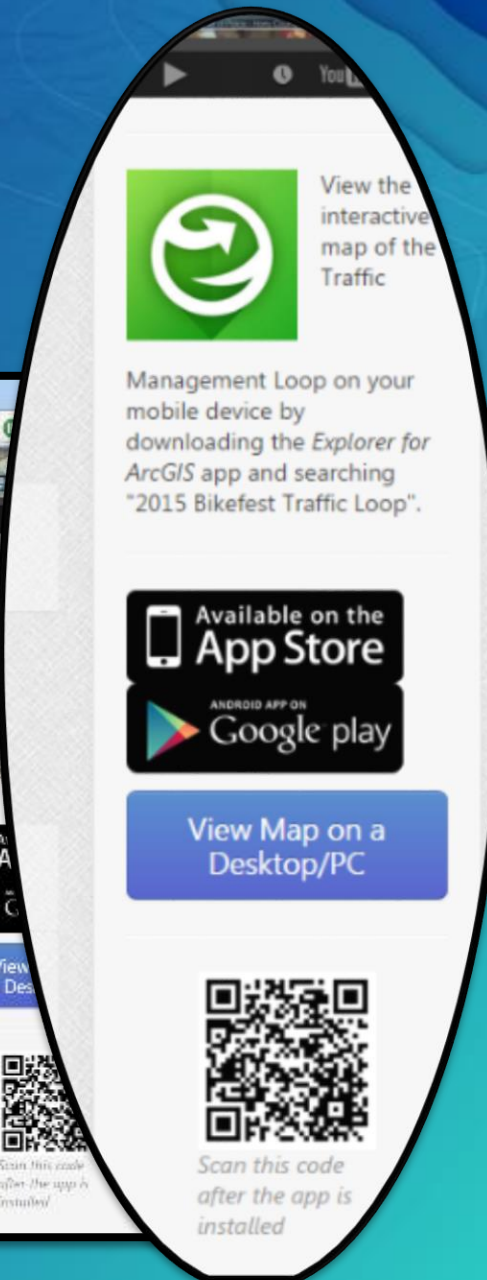 You
View the
interactive
map of the
Traffic
Management Loop on your
mobile device by
downloading the Explorer for
ArcGIS app and searching
"2015 Bikefest Traffic Loop".
Available on the
App Store
ANDROID APP ON
Google play
View Map on a
Desktop/PC
Scan this code
after the app is
installed
A
G
View
Des
Scan this code
after the app is
installed